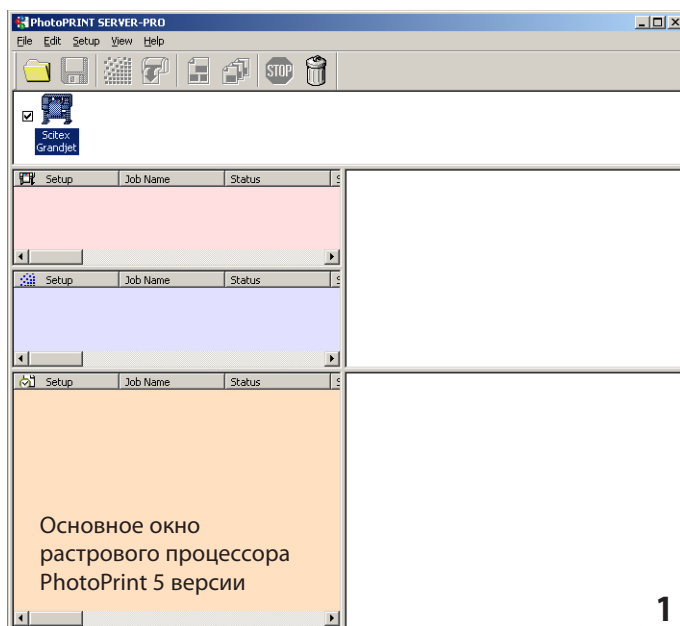 PhotoPRINT SERVER-PRO
File Edit Setup View Help
STOP
Scitex
Grandjet
Setup Job Name Status S
Setup Job Name Status S
Setup Job Name Status S
Основное окно
растрового процессора
PhotoPrint 5 версии
1